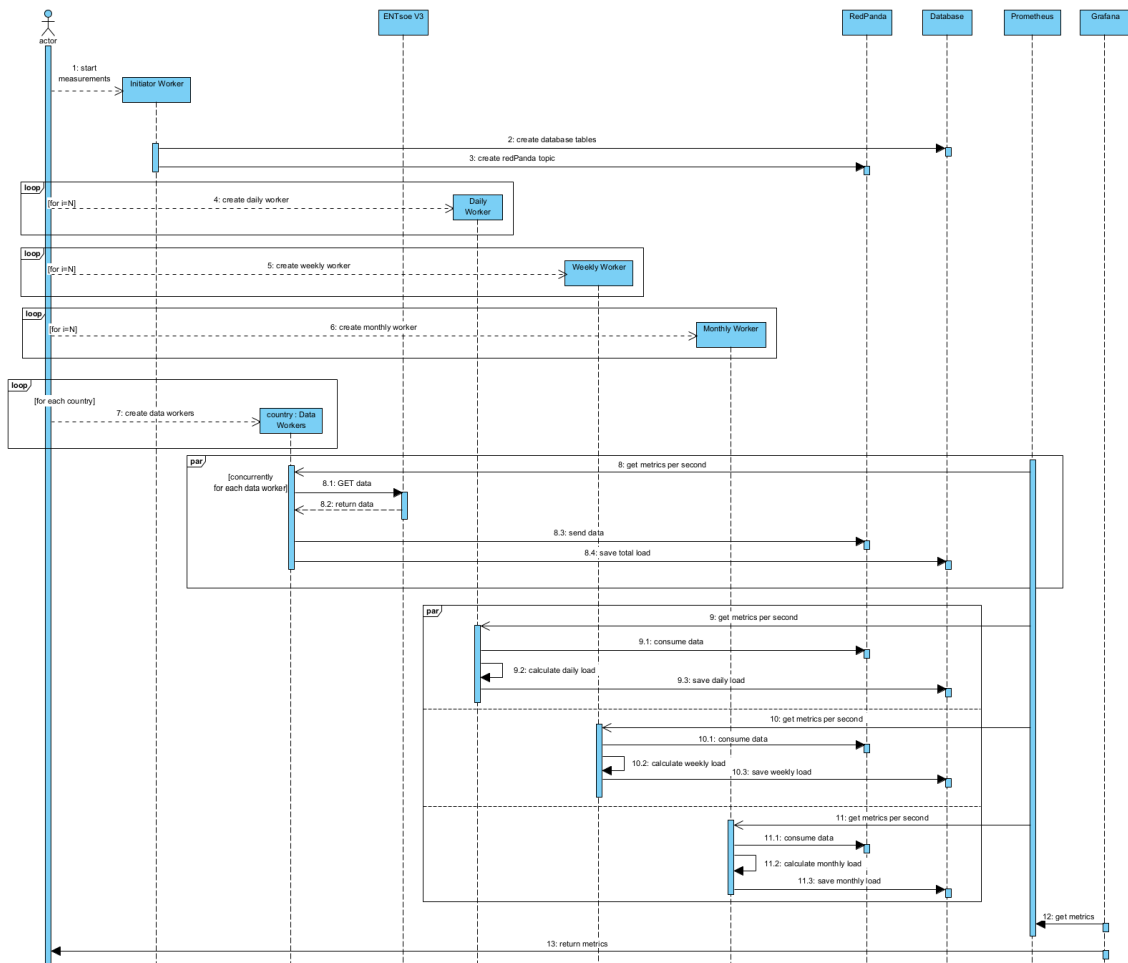 actor
ENTsoe V3
RedPanda
Database
Prometheus
Grafana
1: start
measurements
Initiator Worker
2: create database tables
3: create redPanda topic
loop
[for i=N]
4: create daily worker
Daily
Worker
loop
[for i=N]
5: create weekly worker
Weekly Worker
loop
[for i=N]
6: create monthly worker
Monthly Worker
loop
[for each country]
7: create data workers
country : Data
Workers
par
[concurrently
for each data worker]
8: get metrics per second
8.1: GET data
8.2: return data
8.3: send data
8.4: save total load
par
9: get metrics per second
9.1: consume data
9.2: calculate daily load
9.3: save daily load
10: get metrics per second
10.1: consume data
10.2: calculate weekly load
10.3: save weekly load
11: get metrics per second
11.1: consume data
11.2: calculate monthly load
11.3: save monthly load
12: get metrics
13: return metrics